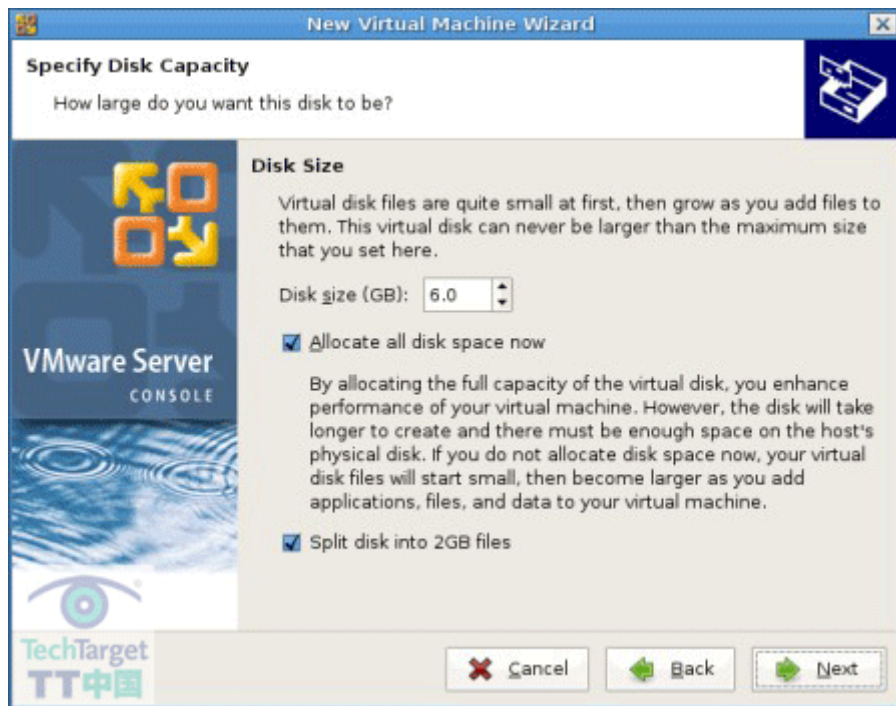 New Virtual Machine Wizard
Specify Disk Capacity
How large do you want this disk to be?
VMware Server
CONSOLE
Disk Size
Virtual disk files are quite small at first, then grow as you add files to
them. This virtual disk can never be larger than the maximum size
that you set here.
Disk size (GB): 6.0
Allocate all disk space now
By allocating the full capacity of the virtual disk, you enhance
performance of your virtual machine. However, the disk will take
longer to create and there must be enough space on the host's
physical disk. If you do not allocate disk space now, your virtual
disk files will start small, then become larger as you add
applications, files, and data to your virtual machine.
Split disk into 2GB files
TechTarget
TT中国
Cancel
Back
Next